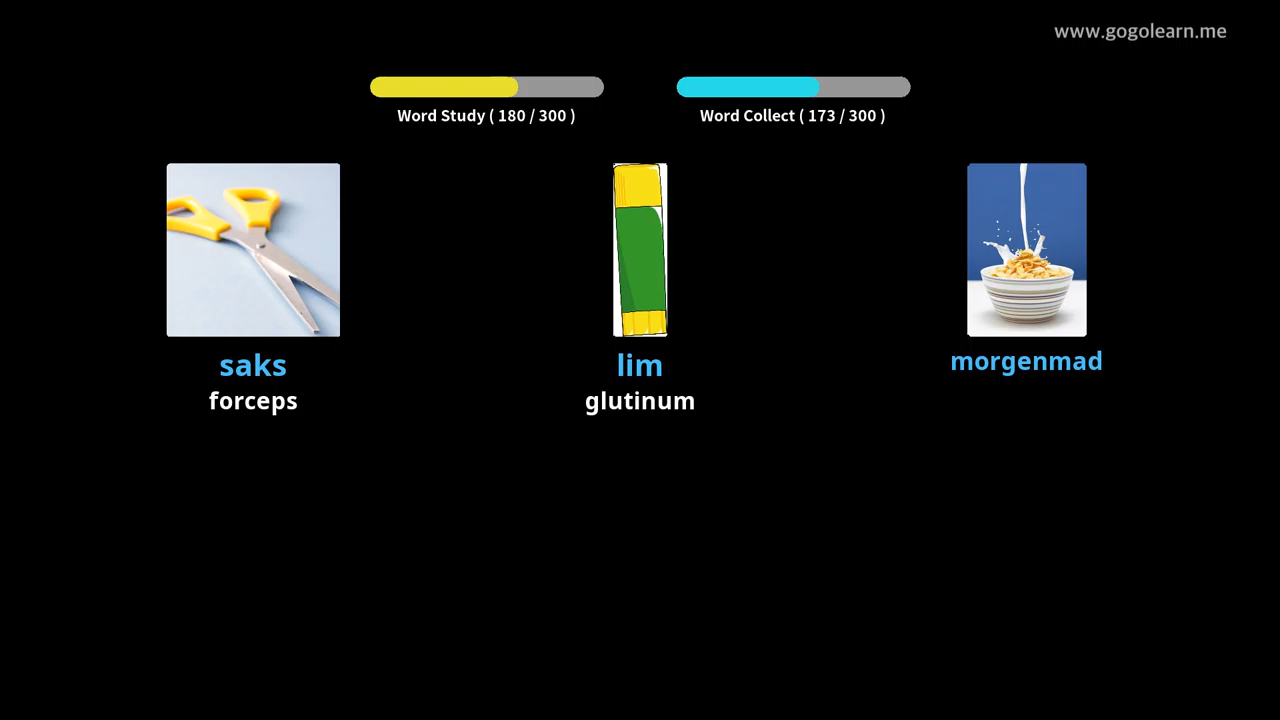 www.gogolearn.me
Word Study ( 180 / 300 )
Word Collect ( 173 / 300 )
saks
forceps
lim
glutinum
morgenmad